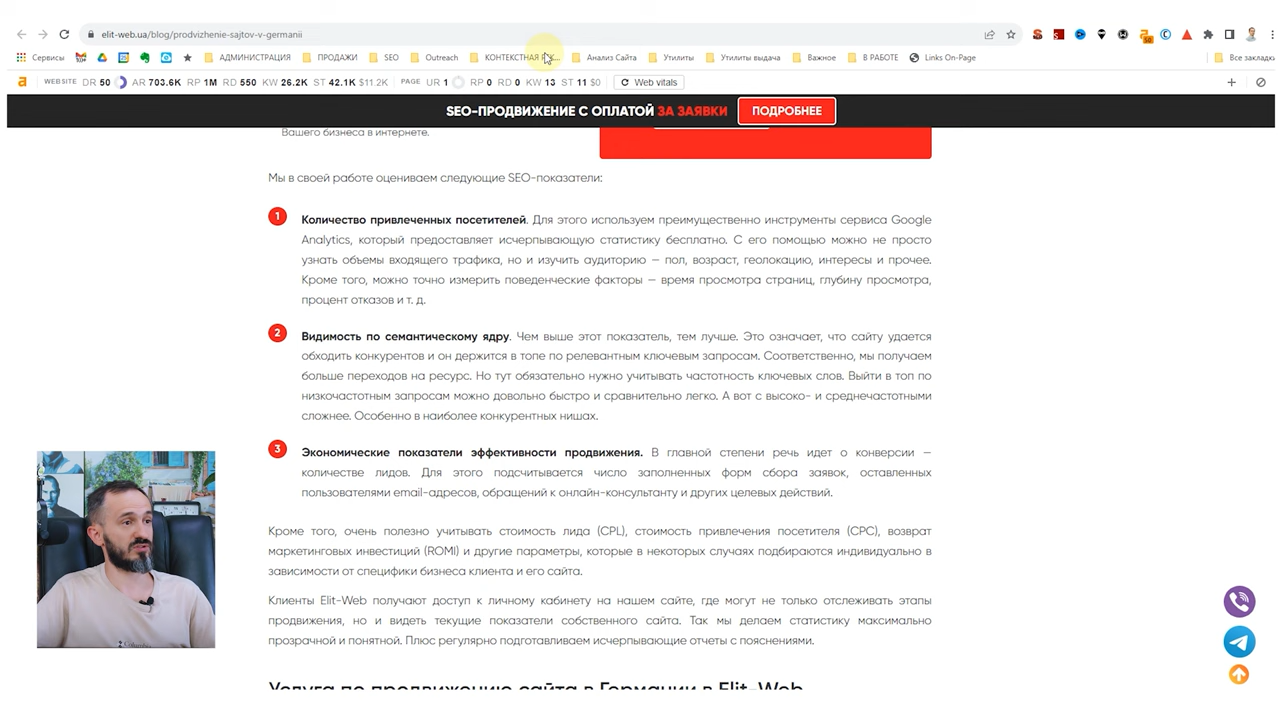 elit-web.ua/blog/prodvizhenie-sajtov-v-germanii
Сервисы АДМИНИСТРАЦИЯ ПРОДАЖИ SEO Outreach КОНТЕКСТНАЯ Анализ Сайта Утилиты Утилиты выдача Важное В РАБОТЕ Links On-Page Все закладки
a WEBSITE DR 50 AR 703.6K RP 1M RD 550 KW 26.2K ST 42.1K $11.2K PAGE UR 1 RP 0 RD 0 KW 13 ST 11 $0 Web vitals
SEO-ПРОДВИЖЕНИЕ С ОПЛАТОЙ ЗА ЗАЯВКИ ПОДРОБНЕЕ
Вашего бизнеса в интернете.
Мы в своей работе оцениваем следующие SEO-показатели:
1 Количество привлеченных посетителей. Для этого используем преимущественно инструменты сервиса Google
Analytics, который предоставляет исчерпывающую статистику бесплатно. С его помощью можно не просто
узнать объемы входящего трафика, но и изучить аудиторию — пол, возраст, геолокацию, интересы и прочее.
Кроме того, можно точно измерить поведенческие факторы — время просмотра страниц, глубину просмотра,
процент отказов и т. д.
2 Видимость по семантическому ядру. Чем выше этот показатель, тем лучше. Это означает, что сайту удается
обходить конкурентов и он держится в топе по релевантным ключевым запросам. Соответственно, мы получаем
больше переходов на ресурс. Но тут обязательно нужно учитывать частотность ключевых слов. Выйти в топ по
низкочастотным запросам можно довольно быстро и сравнительно легко. А вот с высоко- и среднечастотными
сложнее. Особенно в наиболее конкурентных нишах.
3 Экономические показатели эффективности продвижения. В главной степени речь идет о конверсии —
количестве лидов. Для этого подсчитывается число заполненных форм сбора заявок, оставленных
пользователями email-адресов, обращений к онлайн-консультанту и других целевых действий.
Кроме того, очень полезно учитывать стоимость лида (CPL), стоимость привлечения посетителя (CPC), возврат
маркетинговых инвестиций (ROMI) и другие параметры, которые в некоторых случаях подбираются индивидуально в
зависимости от специфики бизнеса клиента и его сайта.
Клиенты Elit-Web получают доступ к личному кабинету на нашем сайте, где могут не только отслеживать этапы
продвижения, но и видеть текущие показатели собственного сайта. Так мы делаем статистику максимально
прозрачной и понятной. Плюс регулярно подготавливаем исчерпывающие отчеты с пояснениями.
Услуга по продвижению сайта в Германии в Elit-Web